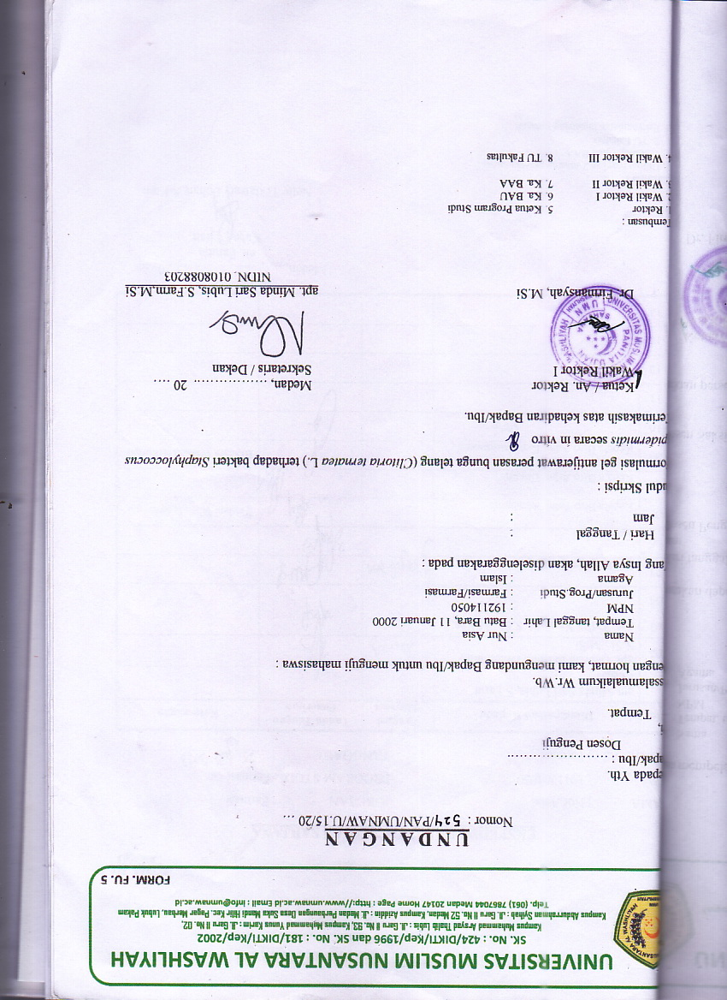 UNIVERSITAS MUSLIM NUSANTARA AL WASHLIYAH
SK. No. : 424/DIKTI/Kep/1996 dan SK. No. : 181/DIKTI/Kep/2002
Kampus Muhammad Arsyad Thalib Lubis : Jl. Garu II No. 93, Kampus Muhammad Yunus Karim : Jl. Garu II No. 02,
Kampus Abdurrahman Syihab : Jl. Garu II No. 52 Medan, Kampus Aziddin : Jl. Medan Perbaungan Desa Suka Mandi Hilir Kec. Pagar Merbau, Lubuk Pakam
Telp. (061) 7867044 Medan 20147 Home Page : http://www.umnaw.ac.id Email : info@umnaw.ac.id
FORM. FU. 5
UNDANGAN
Nomor : 524/PAN/UMNAW/U.15/20 ....
epada Yth.
apak/Ibu : ........................
Dosen Penguji
i,
Tempat.
ssalamualaikum Wr.Wb.
engan hormat, kami mengundang Bapak/Ibu untuk menguji mahasiswa :
Nama : Nur Asia
Tempat, tanggal Lahir : Batu Bara, 11 Januari 2000
NPM : 192114050
Jurusan/Prog.Studi : Farmasi/Farmasi
Agama : Islam
ang Insya Allah, akan diselenggarakan pada :
Hari / Tanggal :
Jam :
udul Skripsi :
ormulasi gel antijerawat perasan bunga telang (Clitoria ternatea L.) terhadap bakteri Staphylococcus
pidermidis secara in vitro
erimakasih atas kehadiran Bapak/Ibu.
Ketua / An. Rektor
Wakil Rektor I
Dr. Firmansyah, M.Si
Medan, .................. 20 ....
Sekretaris / Dekan
apt. Minda Sari Lubis, S.Farm,M.Si
NIDN. 0108088203
embusan :
1. Rektor 5. Ketua Program Studi
2. Wakil Rektor I 6. Ka. BAU
3. Wakil Rektor II 7. Ka. BAA
4. Wakil Rektor III 8. TU Fakultas